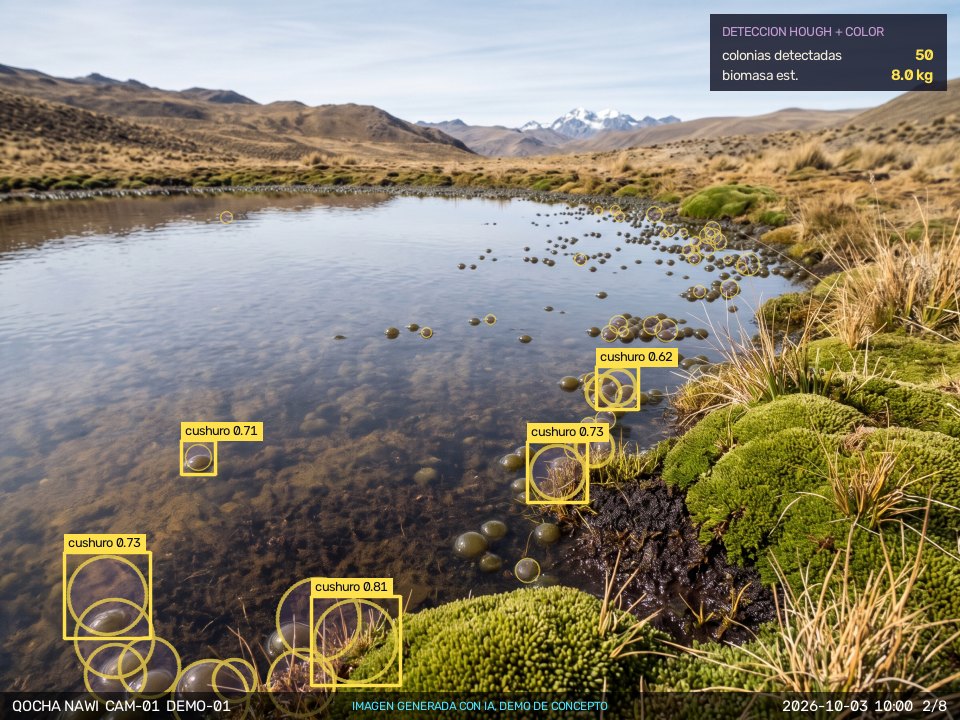 DETECCION HOUGH + COLOR
colonias detectadas 50
biomasa est. 8.0 kg
cushuro 0.62
cushuro 0.71
cushuro 0.73
cushuro 0.73
cushuro 0.81
QOCHA NAWI CAM-01 DEMO-01
IMAGEN GENERADA CON IA, DEMO DE CONCEPTO
2026-10-03 10:00 2/8